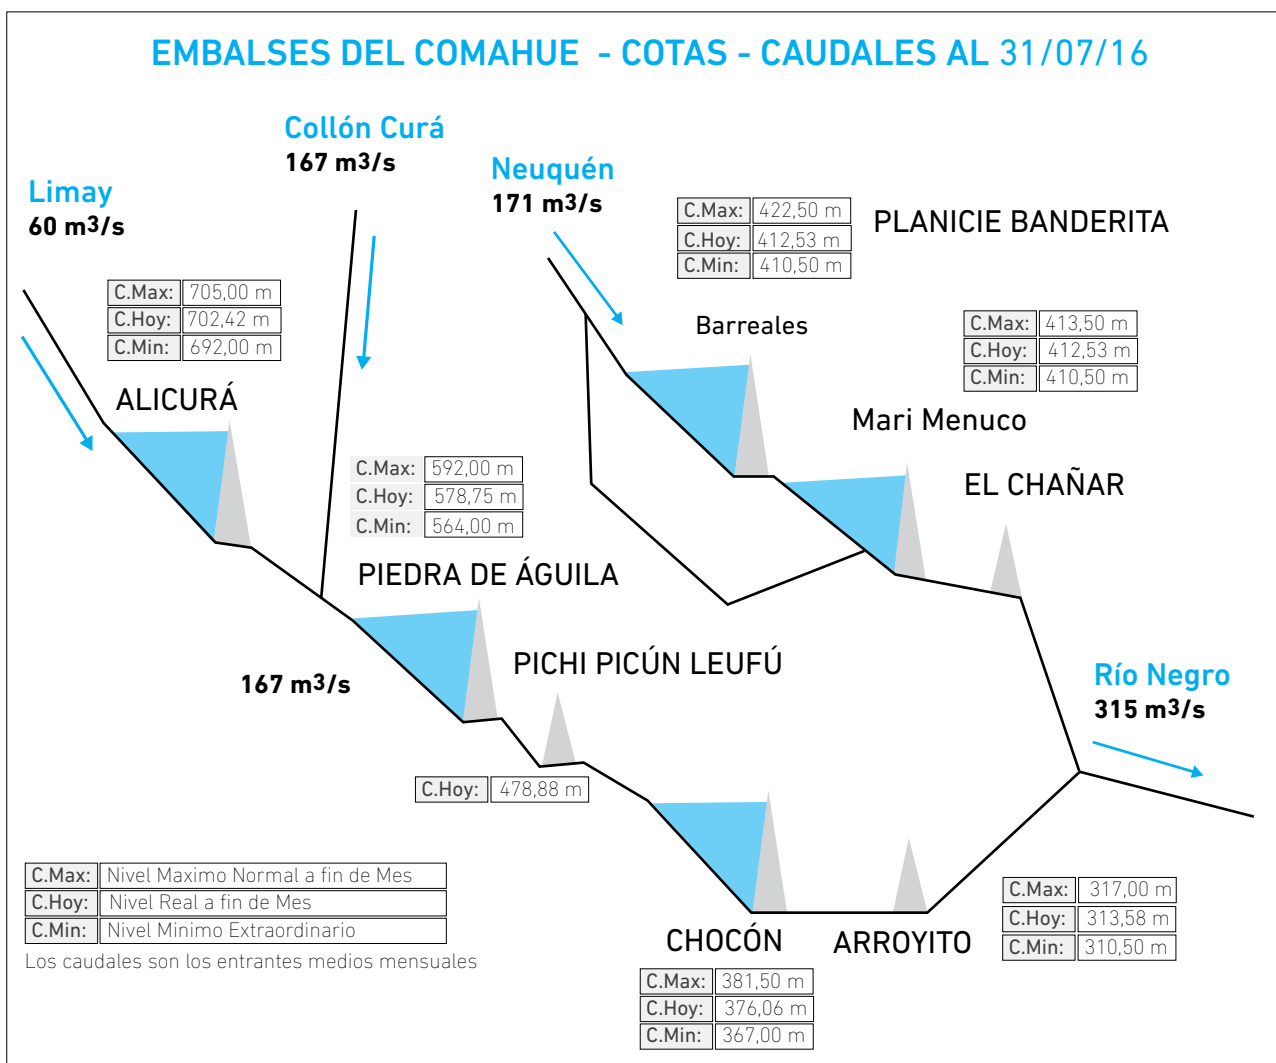 EMBALSES DEL COMAHUE - COTAS - CAUDALES AL 31/07/16
Collón Curá
167 m3/s
Neuquén
171 m3/s
Limay
60 m3/s
C.Max: 422,50 m
C.Hoy: 412,53 m
C.Min: 410,50 m
PLANICIE BANDERITA
C.Max: 705,00 m
C.Hoy: 702,42 m
C.Min: 692,00 m
ALICURÁ
Barreales
C.Max: 413,50 m
C.Hoy: 412,53 m
C.Min: 410,50 m
Mari Menuco
EL CHAÑAR
C.Max: 592,00 m
C.Hoy: 578,75 m
C.Min: 564,00 m
PIEDRA DE ÁGUILA
167 m3/s
PICHI PICÚN LEUFÚ
C.Hoy: 478,88 m
Río Negro
315 m3/s
C.Max: Nivel Maximo Normal a fin de Mes
C.Hoy: Nivel Real a fin de Mes
C.Min: Nivel Minimo Extraordinario
Los caudales son los entrantes medios mensuales
CHOCÓN
C.Max: 381,50 m
C.Hoy: 376,06 m
C.Min: 367,00 m
ARROYITO
C.Max: 317,00 m
C.Hoy: 313,58 m
C.Min: 310,50 m